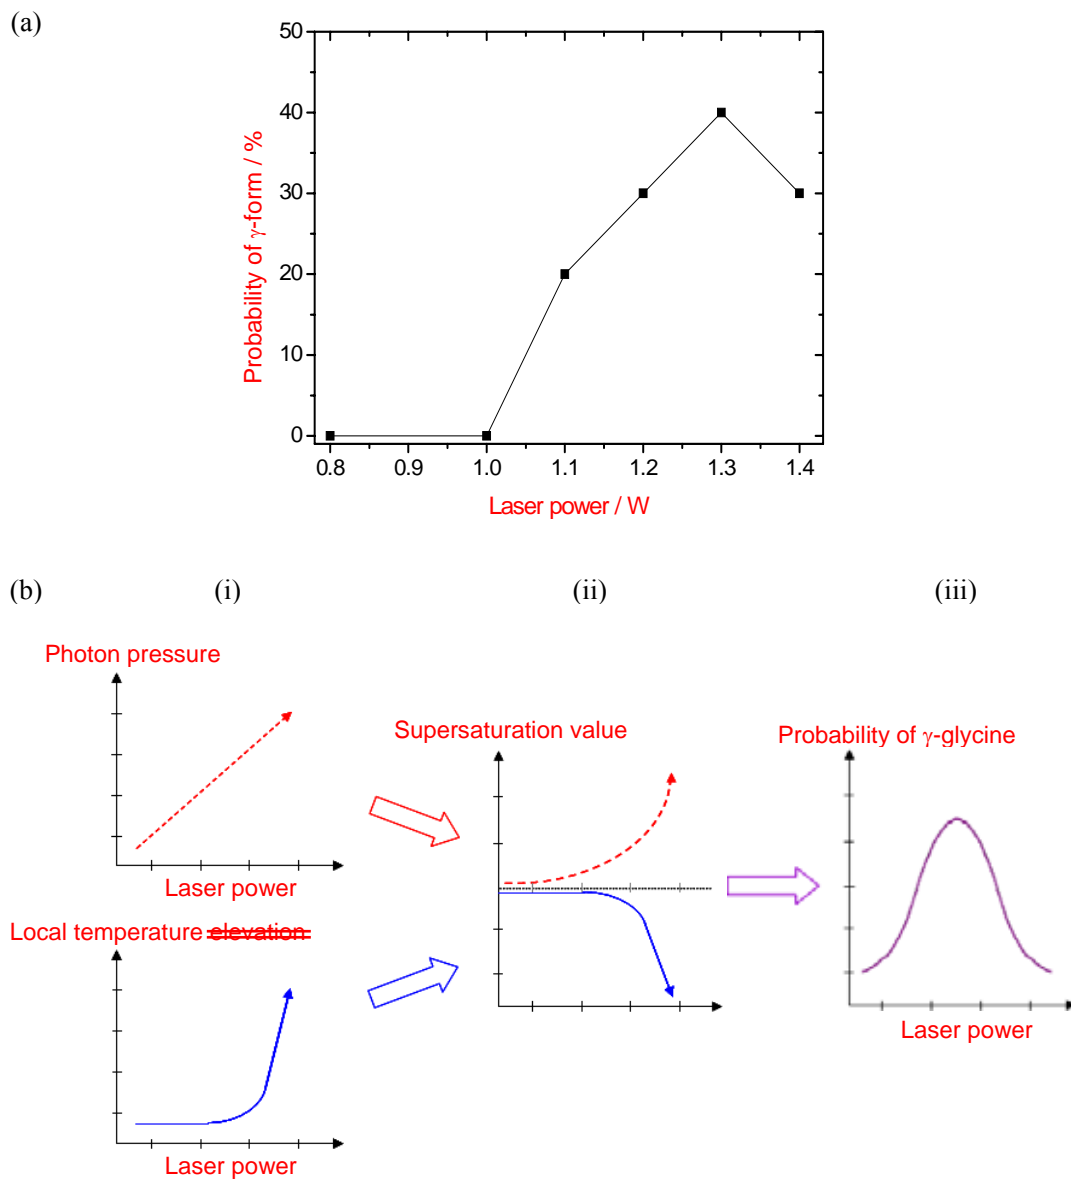 (a)
50
40
30
20
10
0
Probability of γ-form / %
0.8 0.9 1.0 1.1 1.2 1.3 1.4
Laser power / W
(b) (i) (ii) (iii)
Photon pressure
Laser power
Supersaturation value
Probability of γ-glycine
Laser power
Local temperature elevation
Laser power